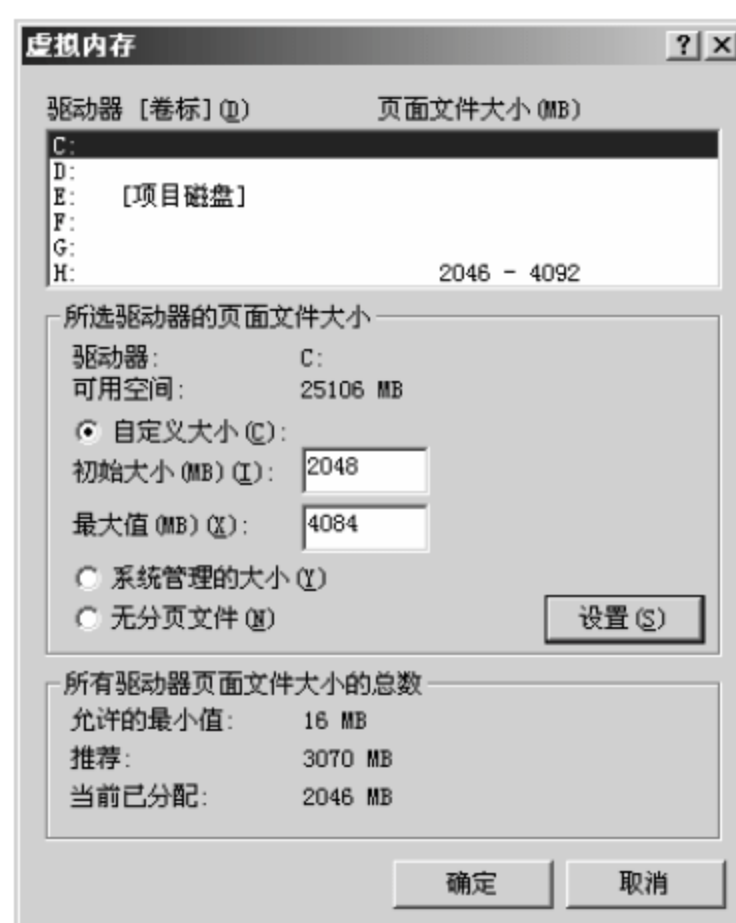 虚拟内存
驱动器 [卷标](D) 页面文件大小(MB)
C:
D:
E: [项目磁盘]
F:
G:
H: 2046 - 4092
所选驱动器的页面文件大小
驱动器: C:
可用空间: 25106 MB
自定义大小(C):
初始大小(MB)(I): 2048
最大值(MB)(X): 4084
系统管理的大小(Y)
无分页文件(N) 设置(S)
所有驱动器页面文件大小的总数
允许的最小值: 16 MB
推荐: 3070 MB
当前已分配: 2046 MB
确定 取消